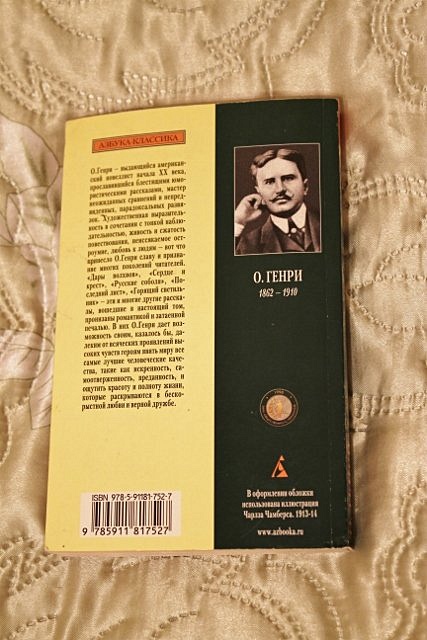 АЗБУКА-КЛАССИКА
О.Генри – выдающийся американ-
ский новеллист начала XX века,
прославившийся блестящими юмо-
ристическими рассказами, мастер
неожиданных сравнений и непред-
виденных, парадоксальных развя-
зок. Художественная выразитель-
ность в сочетании с тонкой наблю-
дательностью, живость и сжатость
повествования, неиссякаемое ост-
роумие, любовь к людям – вот что
принесло О.Генри славу и призна-
ние многих поколений читателей.
«Дары волхвов», «Сердце и
крест», «Русские соболя», «По-
следний лист», «Горящий светиль-
ник» – эти и многие другие расска-
зы, вошедшие в настоящий том,
пронизаны романтикой и затаенной
печалью. В них О.Генри дает воз-
можность своим, казалось бы, да-
леким от всяческих проявлений вы-
соких чувств героям явить миру все
самые лучшие человеческие каче-
ства, такие как искренность, са-
моотверженность, преданность, и
ощутить красоту и полноту жизни,
которые раскрываются в беско-
рыстной любви и верной дружбе.
ISBN 978-5-91181-752-7
9 785911 817527
О. ГЕНРИ
1862 – 1910
В оформлении обложки
использована иллюстрация
Чарлза Чамберса. 1913-14
www.azbooka.ru